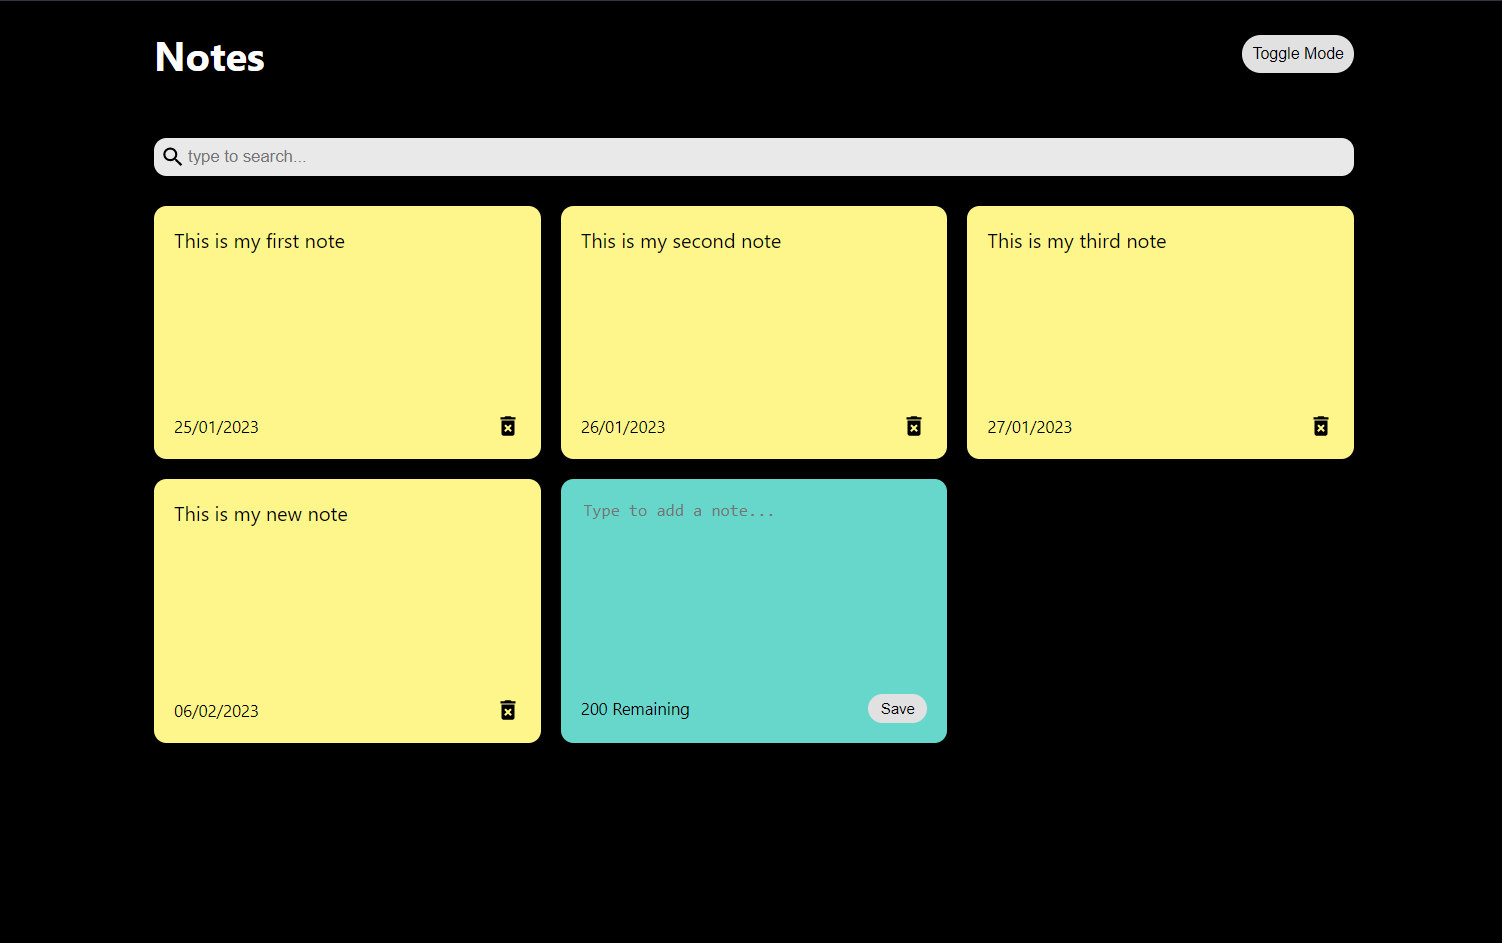 Notes
Toggle Mode
type to search...
This is my first note
25/01/2023
This is my second note
26/01/2023
This is my third note
27/01/2023
This is my new note
06/02/2023
Type to add a note...
200 Remaining
Save